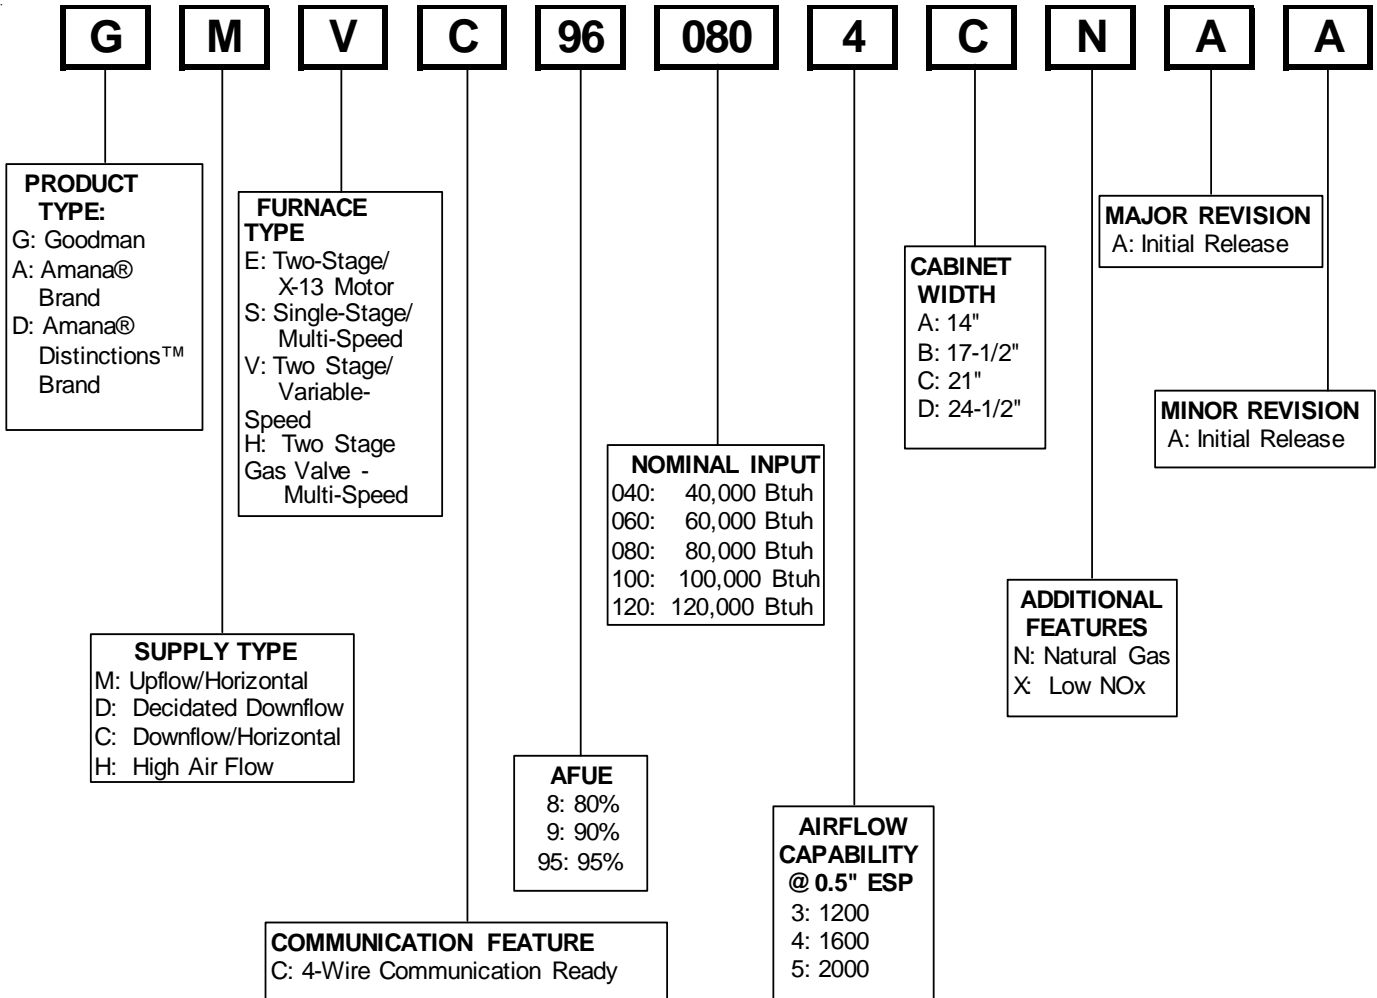 G M V C 96 080 4 C N A A
PRODUCT
TYPE:
G: Goodman
A: Amana®
Brand
D: Amana®
Distinctions™
Brand
SUPPLY TYPE
M: Upflow/Horizontal
D: Decidated Downflow
C: Downflow/Horizontal
H: High Air Flow
FURNACE
TYPE
E: Two-Stage/
X-13 Motor
S: Single-Stage/
Multi-Speed
V: Two Stage/
Variable-
Speed
H: Two Stage
Gas Valve -
Multi-Speed
COMMUNICATION FEATURE
C: 4-Wire Communication Ready
AFUE
8: 80%
9: 90%
95: 95%
NOMINAL INPUT
040: 40,000 Btuh
060: 60,000 Btuh
080: 80,000 Btuh
100: 100,000 Btuh
120: 120,000 Btuh
AIRFLOW
CAPABILITY
@ 0.5" ESP
3: 1200
4: 1600
5: 2000
CABINET
WIDTH
A: 14"
B: 17-1/2"
C: 21"
D: 24-1/2"
ADDITIONAL
FEATURES
N: Natural Gas
X: Low NOx
MAJOR REVISION
A: Initial Release
MINOR REVISION
A: Initial Release